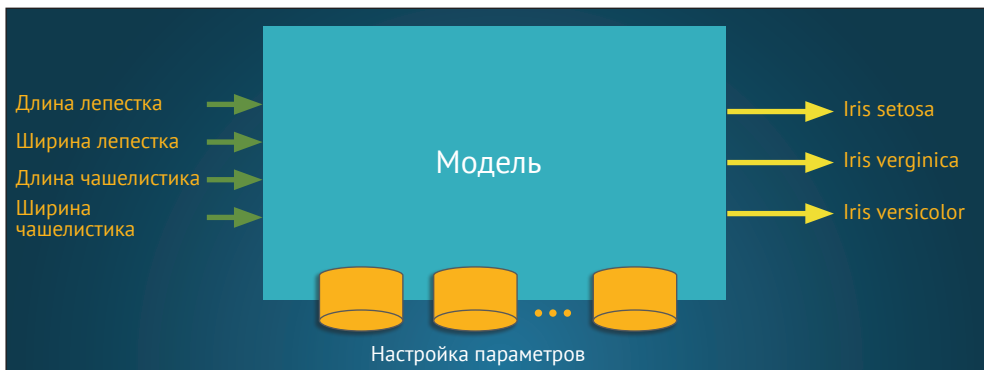 Длина лепестка
Ширина лепестка
Длина чашелистика
Ширина
чашелистика
Модель
Iris setosa
Iris verginica
Iris versicolor
Настройка параметров